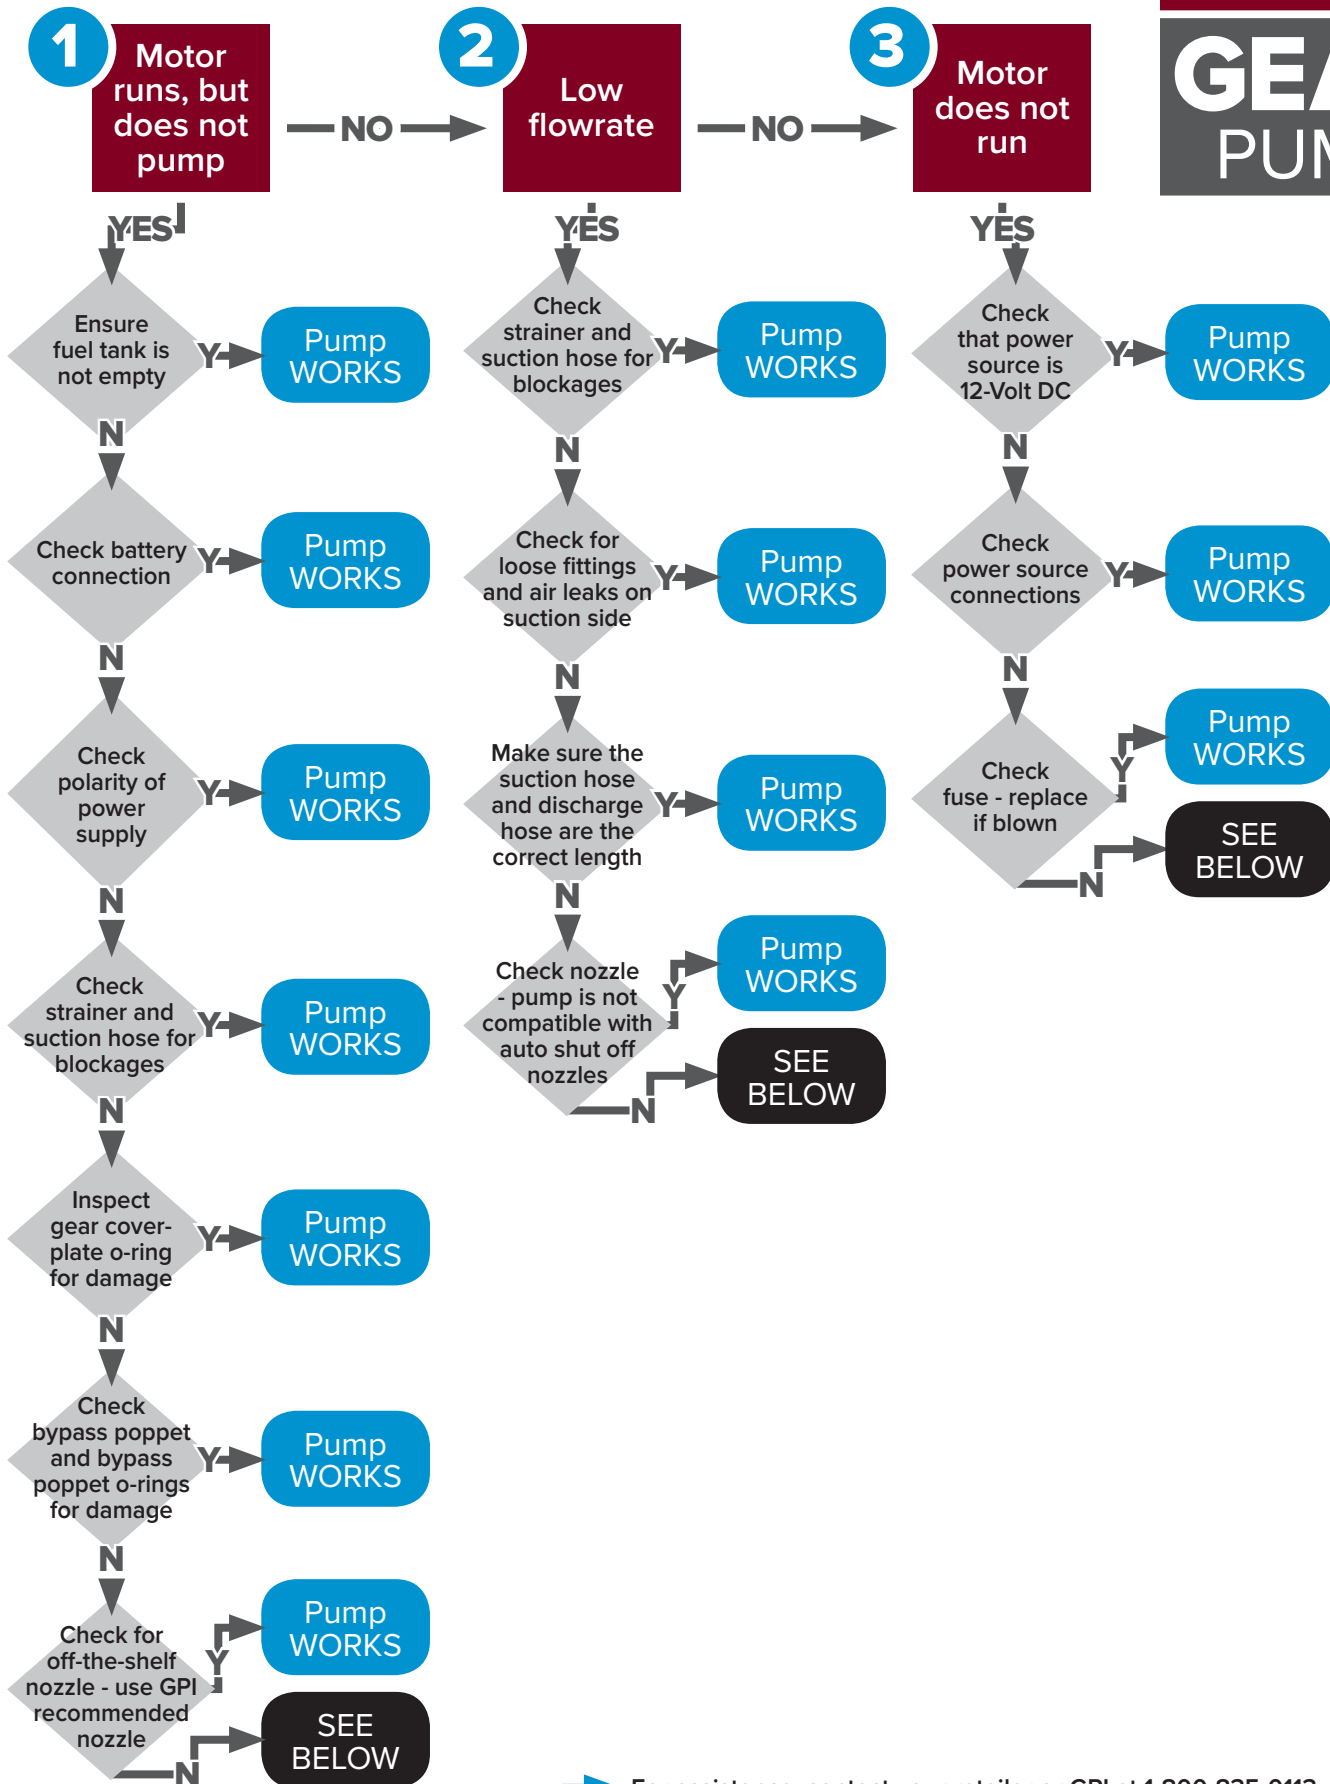 1
Motor
runs, but
does not
pump
NO
2
Low
flowrate
NO
3
Motor
does not
run
YES
Ensure
fuel tank is
not empty
Y
Pump
WORKS
N
Check battery
connection
Y
Pump
WORKS
N
Check
polarity of
power
supply
Y
Pump
WORKS
N
Check
strainer and
suction hose for
blockages
Y
Pump
WORKS
N
Inspect
gear cover-
plate o-ring
for damage
Y
Pump
WORKS
N
Check
bypass poppet
and bypass
poppet o-rings
for damage
Y
Pump
WORKS
N
Check for
off-the-shelf
nozzle - use GPI
recommended
nozzle
Y
Pump
WORKS
N
SEE
BELOW
YES
Check
strainer and
suction hose for
blockages
Y
Pump
WORKS
N
Check for
loose fittings
and air leaks on
suction side
Y
Pump
WORKS
N
Make sure the
suction hose
and discharge
hose are the
correct length
Y
Pump
WORKS
N
Check nozzle
- pump is not
compatible with
auto shut off
nozzles
Y
Pump
WORKS
N
SEE
BELOW
YES
Check
that power
source is
12-Volt DC
Y
Pump
WORKS
N
Check
power source
connections
Y
Pump
WORKS
N
Check
fuse - replace
if blown
Y
Pump
WORKS
N
SEE
BELOW